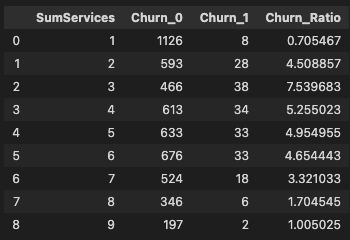 SumServices Churn_0 Churn_1 Churn_Ratio
0 1 1126 8 0.705467
1 2 593 28 4.508857
2 3 466 38 7.539683
3 4 613 34 5.255023
4 5 633 33 4.954955
5 6 676 33 4.654443
6 7 524 18 3.321033
7 8 346 6 1.704545
8 9 197 2 1.005025